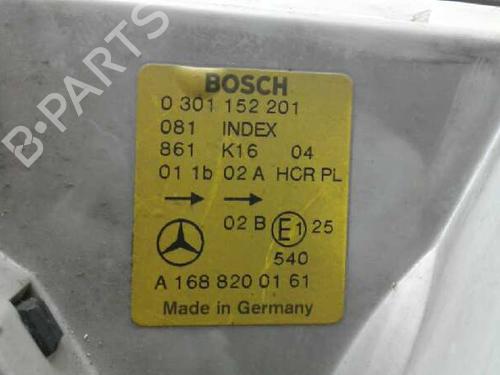 B-PARTS
BOSCH
0 301 152 201
081 INDEX
861 K16 04
01 1b 02 A HCR PL
02 B E1 25
540
A 168 820 01 61
Made in Germany